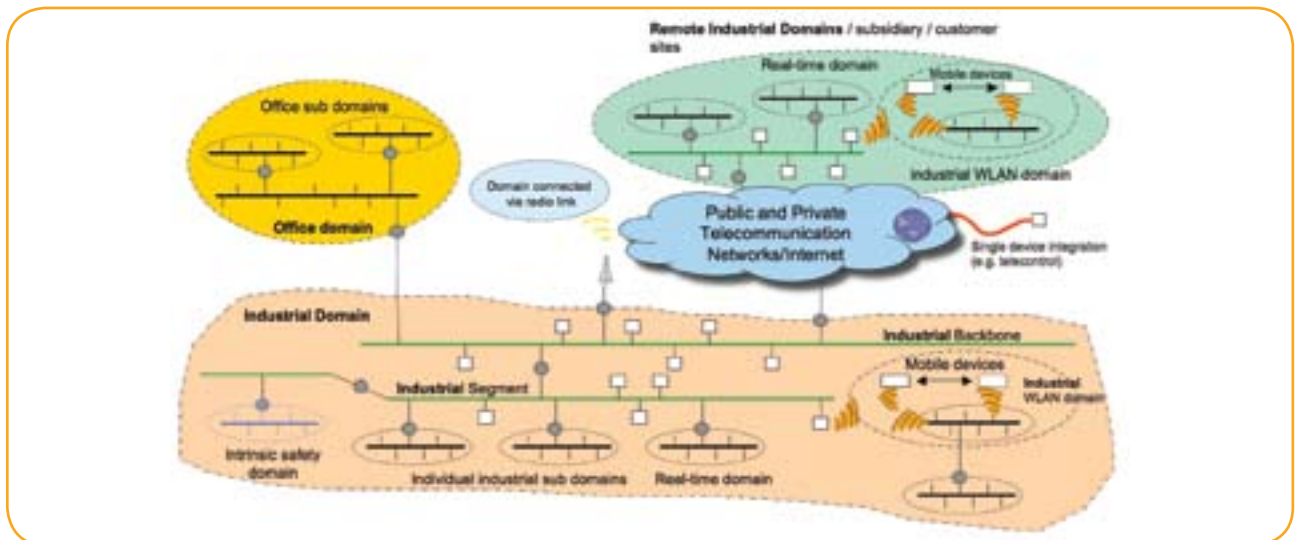 Remote Industrial Domains / subsidiary / customer
sites
Real-time domain
Mobile devices
Office sub domains
Industrial WLAN domain
Domain connected
via radio link
Office domain
Public and Private
Telecommunication
Networks/Internet
Single device integration
(e.g. telecontrol)
Industrial Domain
Industrial Backbone
Mobile devices
Industrial
WLAN domain
Industrial Segment
Intrinsic safety
domain
Individual industrial sub domains
Real-time domain